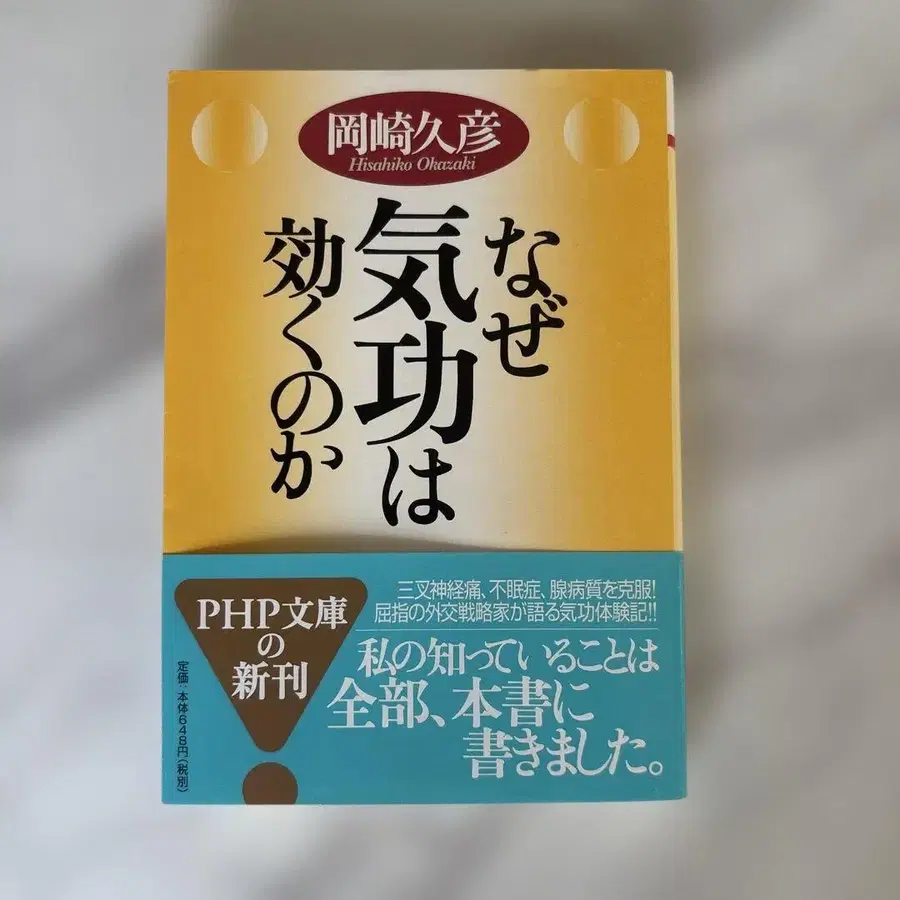 岡崎久彦
Hisahiko Okazaki
なぜ
気功は
効くのか
三叉神経痛、不眠症、腺病質を克服!
屈指の外交戦略家が語る気功体験記!!
私の知っていることは
全部、本書に
書きました。
PHP文庫
の
新刊
定価:本体648円(税別)